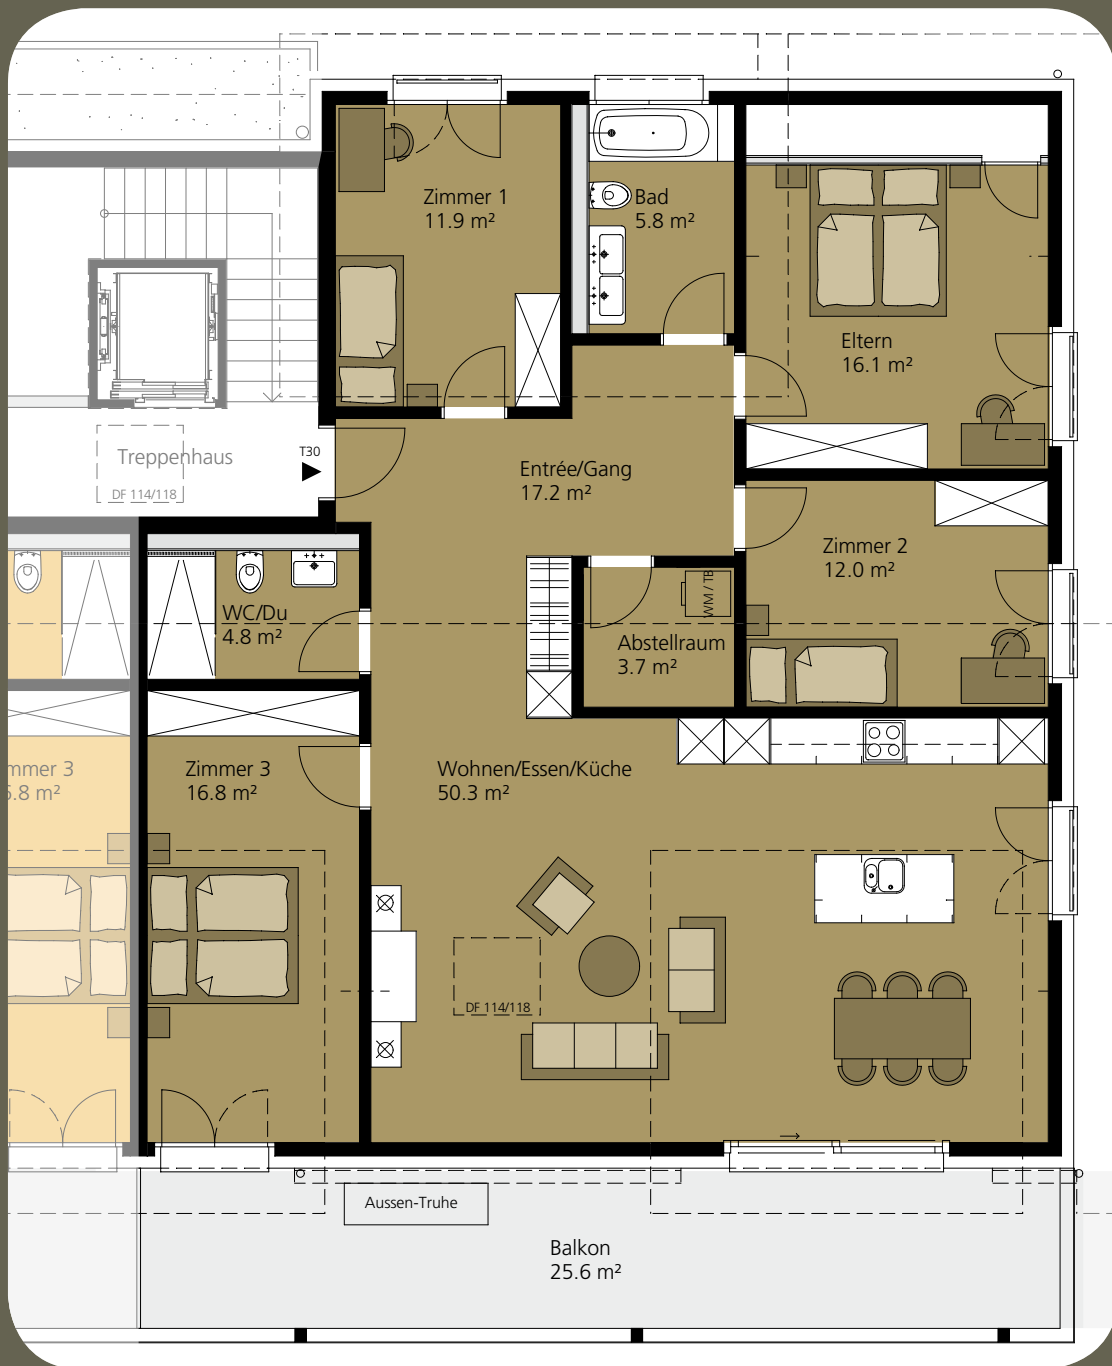 Zimmer 1
11.9 m²
Bad
5.8 m²
Eltern
16.1 m²
Treppenhaus
DF 114/118
T30
Entrée/Gang
17.2 m²
Zimmer 2
12.0 m²
WC/Du
4.8 m²
WM / TB
Abstellraum
3.7 m²
mmer 3
.8 m²
Zimmer 3
16.8 m²
Wohnen/Essen/Küche
50.3 m²
DF 114/118
Aussen-Truhe
Balkon
25.6 m²